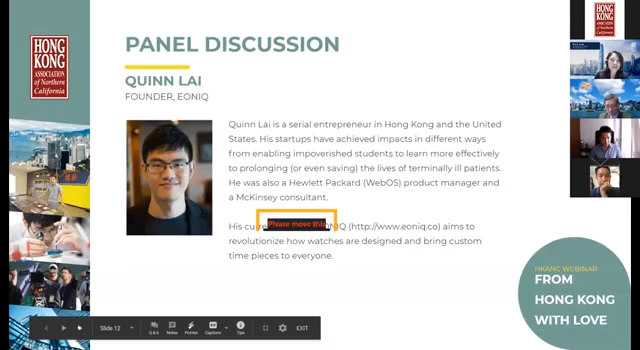 HONG
KONG
ASSOCIATION
of Northern
California
PANEL DISCUSSION
QUINN LAI
FOUNDER, EONIQ
Quinn Lai is a serial entrepreneur in Hong Kong and the United
States. His startups have achieved impacts in different ways
from enabling impoverished students to learn more effectively
to prolonging (or even saving) the lives of terminally ill patients.
He was also a Hewlett Packard (WebOS) product manager and
a McKinsey consultant.
His Please move this (http://www.eoniq.co) aims to
revolutionize how watches are designed and bring custom
time pieces to everyone.
HKANC WEBINAR
FROM
HONG KONG
WITH LOVE
Slide 12
Q&A
Notes
Pointer
Captions
Tips
EXIT
HONG
KONG